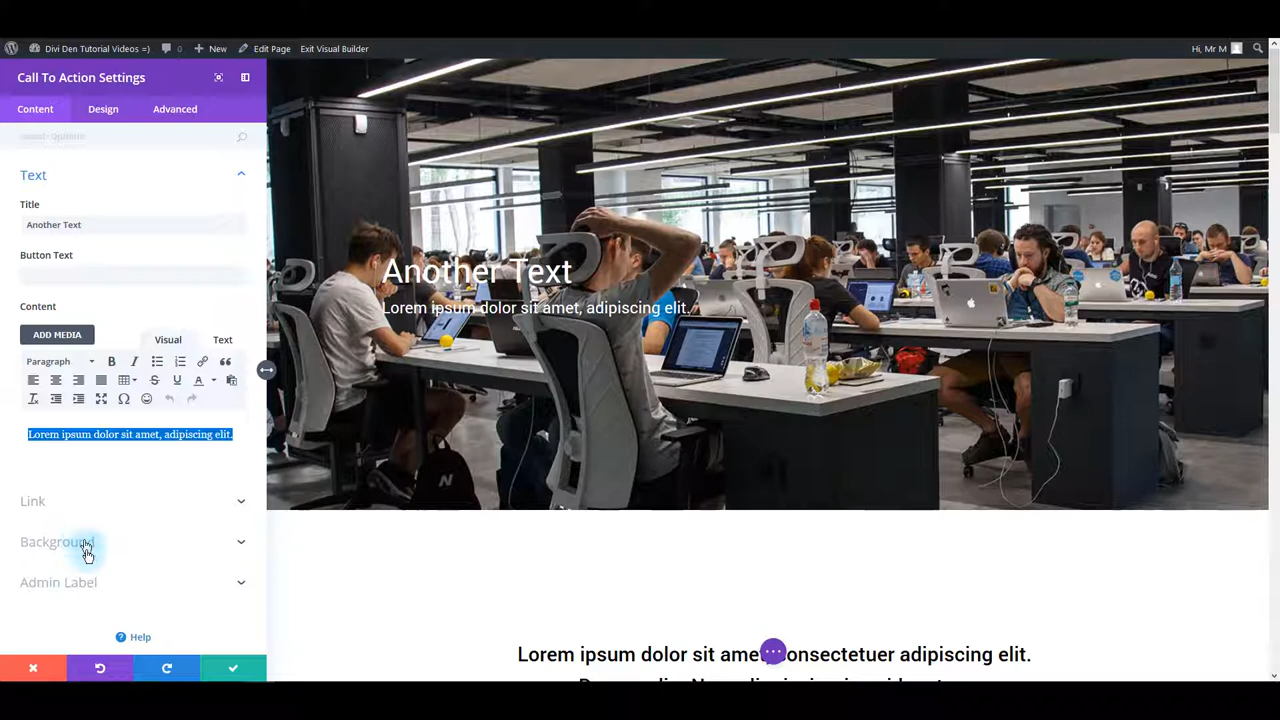 Divi Den Tutorial Videos =) 0 New Edit Page Exit Visual Builder Hi, Mr M
Call To Action Settings
Content Design Advanced
Text
Title
Another Text
Button Text
Content
ADD MEDIA Visual Text
Paragraph
Lorem ipsum dolor sit amet, adipiscing elit.
Link
Background
Admin Label
Help
Another Text
Lorem ipsum dolor sit amet, adipiscing elit.
N
Lorem ipsum dolor sit amet, consectetuer adipiscing elit.